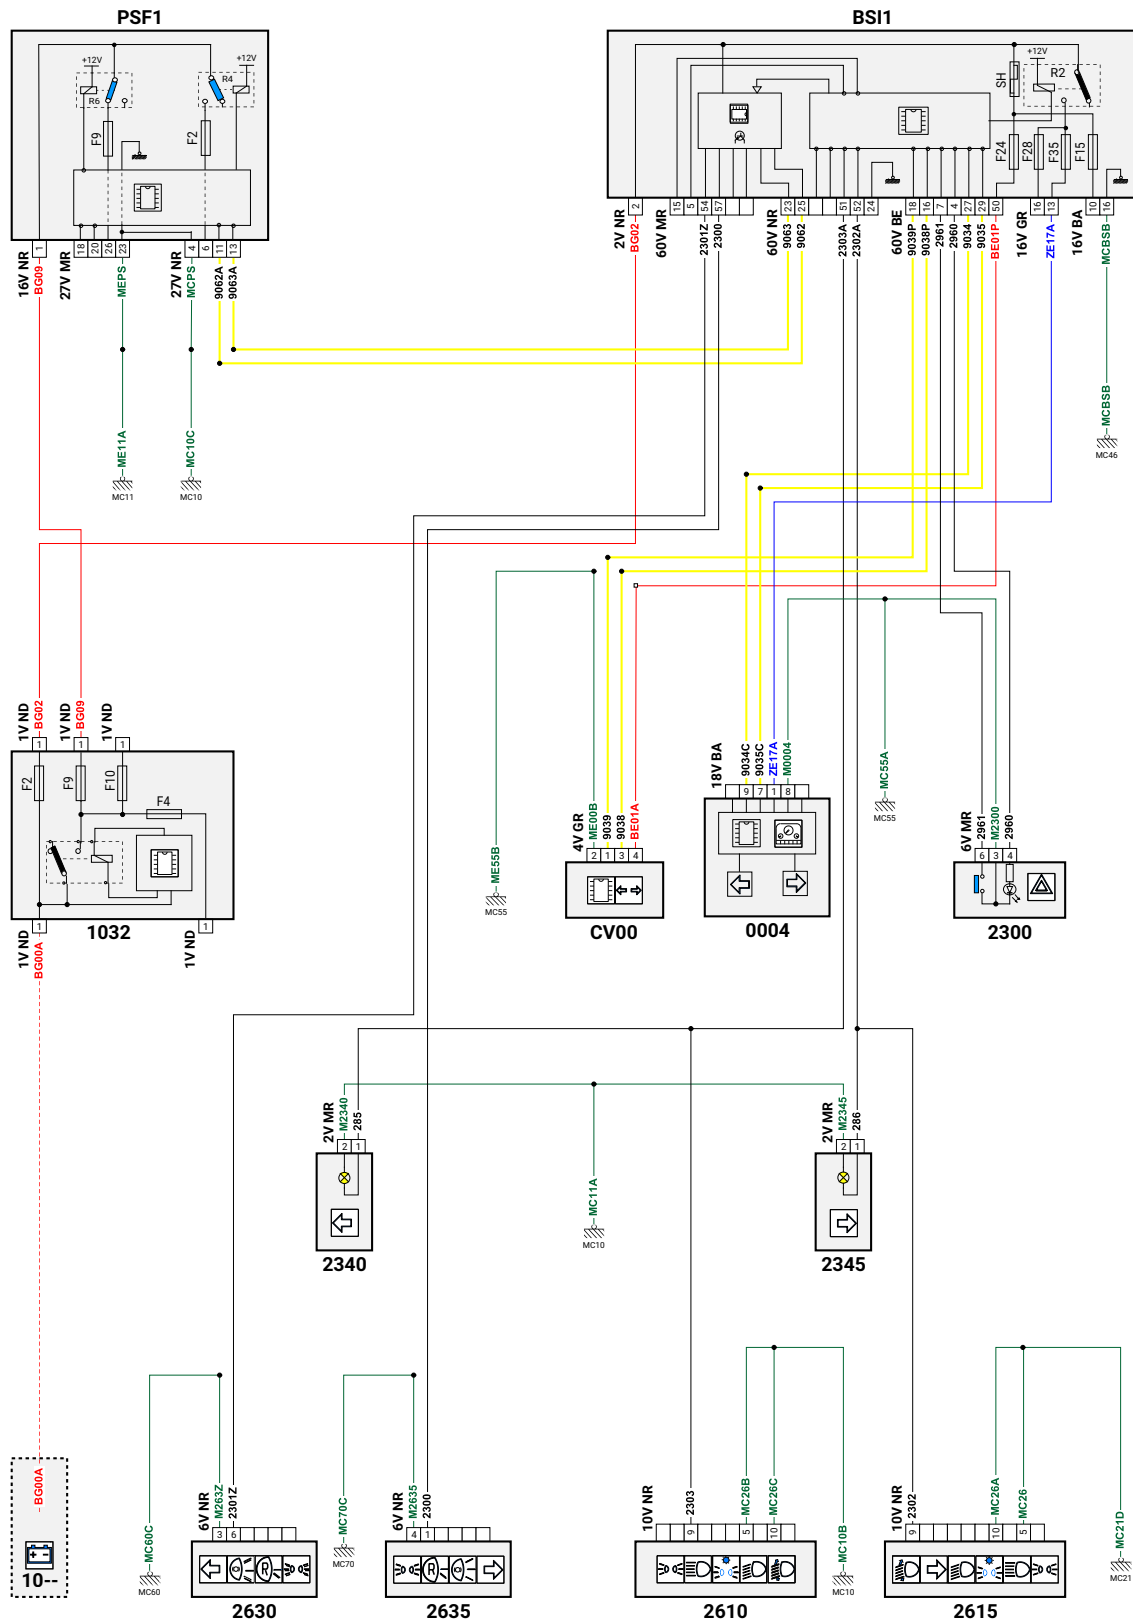 PSF1
BSI1
+12V
R6
R4
+12V
F9
F2
+12V
R2
SH
F24
F28
F35
F15
1
18
20
26
23
4
6
11
13
16V NR
BG09
27V MR
MEPS
27V NR
MCPS
9062A
9063A
2
15
5
54
57
23
25
51
52
24
18
16
7
4
27
29
50
16
13
10
16
2V NR
BG02
60V MR
2301Z
2300
60V NR
9063
9062
2303A
2302A
60V BE
9039P
9038P
2961
2960
9034
9035
BE01P
16V GR
ZE17A
16V BA
MCBSB
MCBSB
MC46
ME11A
MC11
MC10C
MC10
1V ND
BG02
1V ND
BG09
1V ND
1
1
1
F2
F9
F10
F4
1
1
1V ND
BG00A
1V ND
1032
ME55B
MC55
4V GR
ME00B
9039
9038
BE01A
2
1
3
4
CV00
18V BA
9034C
9035C
ZE17A
M0004
9
7
1
8
0004
MC55A
MC55
6V MR
2961
M2300
2960
6
3
4
2300
2V MR
M2340
285
2
1
2340
MC11A
MC10
2V MR
M2345
286
2
1
2345
BG00A
10--
MC60C
MC60
6V NR
M263Z
2301Z
3
6
R
2630
MC70C
MC70
6V NR
M2635
2300
4
1
R
2635
10V NR
2303
MC26B
MC26C
9
5
10
MC10B
MC10
2610
10V NR
2302
MC26A
MC26
9
10
5
MC21D
MC21
2615